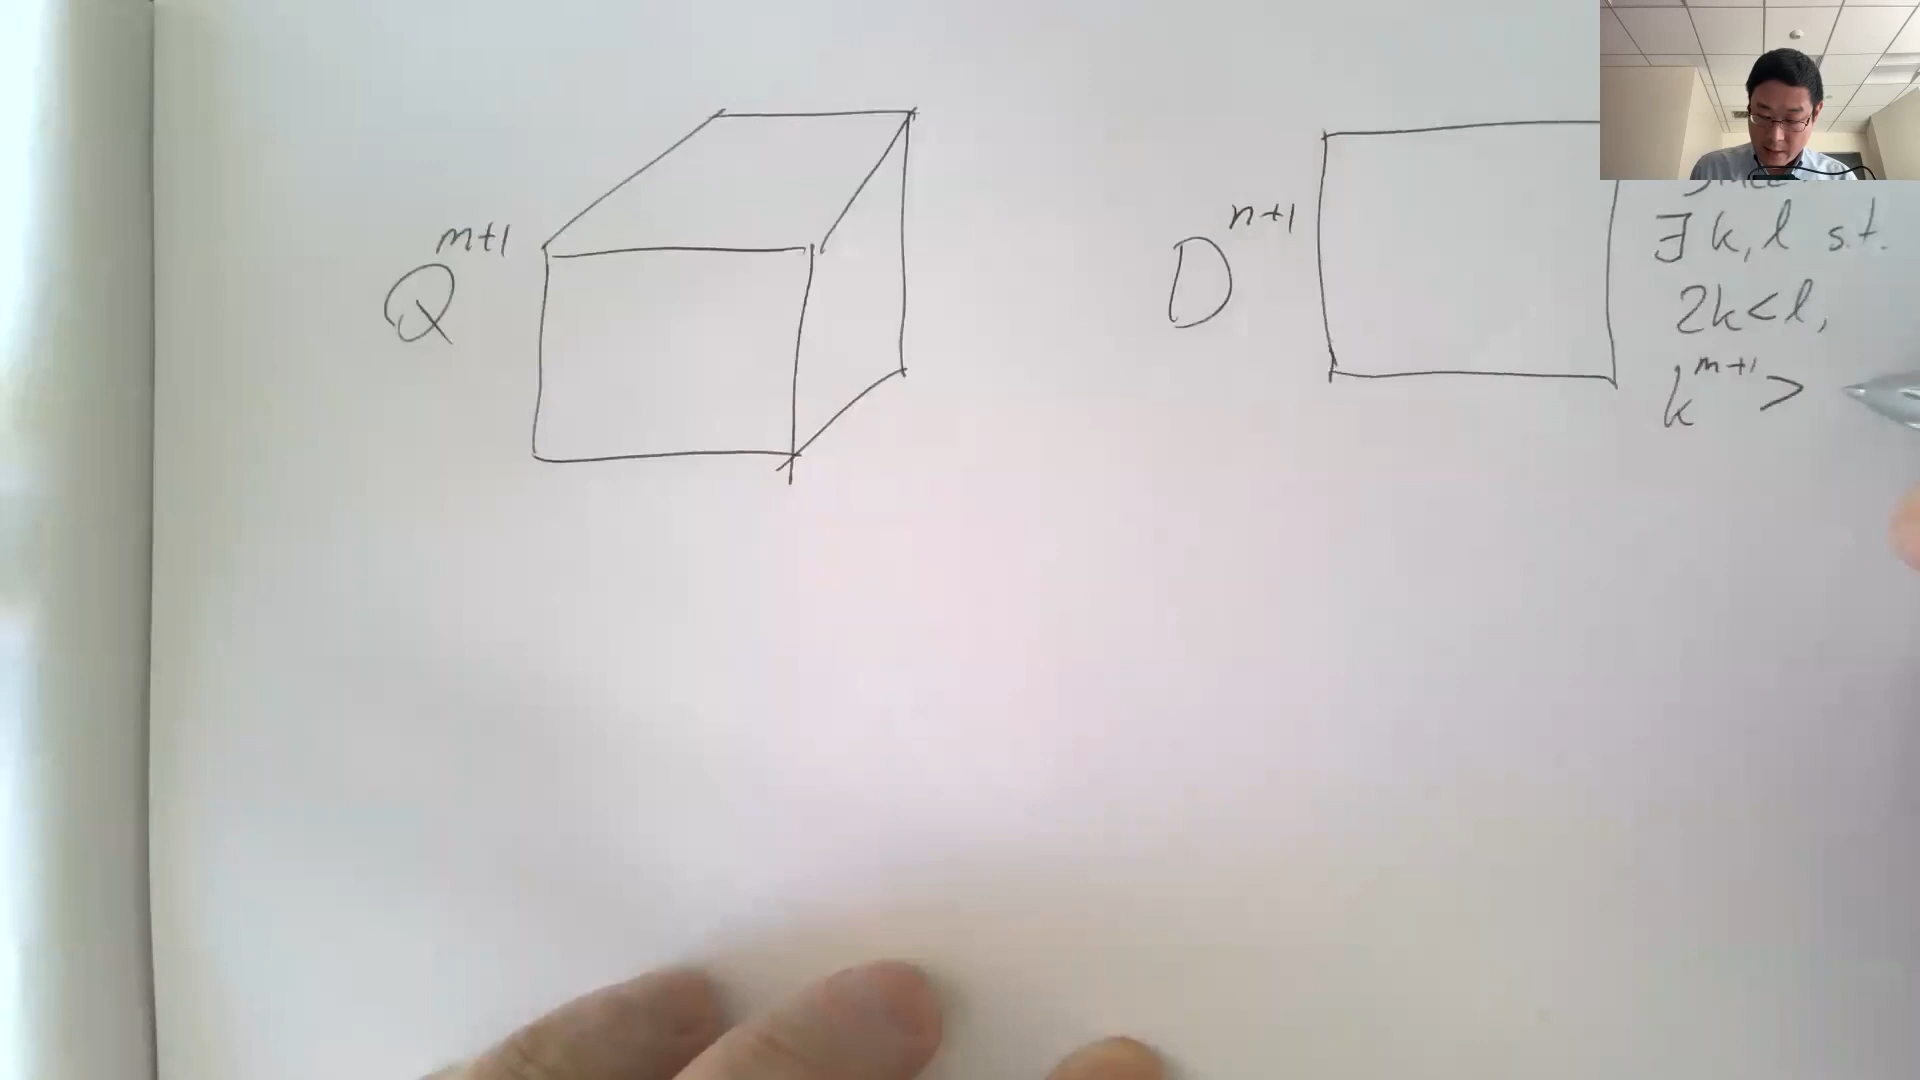 Q^{m+1}
D^{n+1}
∃ k, l s.t.
2k < l,
k^{m+1} >